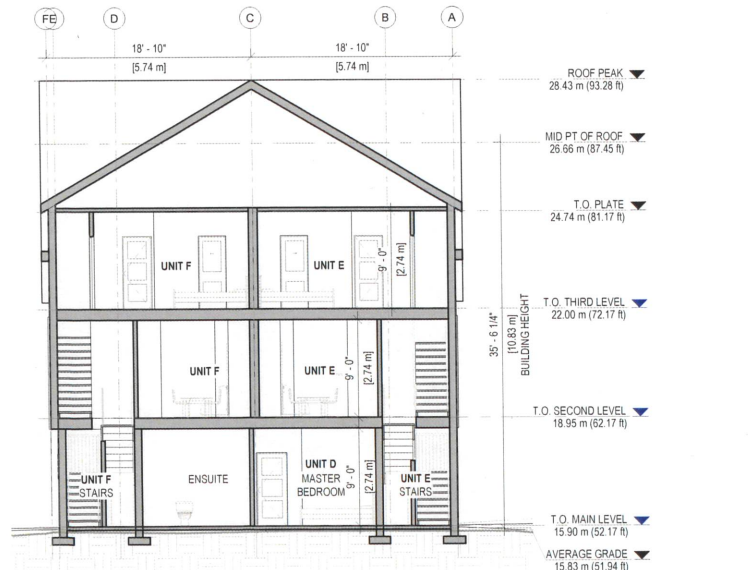 FE
D
C
B
A
18' - 10"
[5.74 m]
18' - 10"
[5.74 m]
ROOF PEAK
28.43 m (93.28 ft)
MID PT OF ROOF
26.66 m (87.45 ft)
T.O. PLATE
24.74 m (81.17 ft)
UNIT F
UNIT E
9' - 0"
[2.74 m]
T.O. THIRD LEVEL
22.00 m (72.17 ft)
35' - 6 1/4"
[10.83 m]
BUILDING HEIGHT
UNIT F
UNIT E
9' - 0"
[2.74 m]
T.O. SECOND LEVEL
18.95 m (62.17 ft)
UNIT F
STAIRS
ENSUITE
UNIT D
MASTER
BEDROOM
9' - 0"
[2.74 m]
UNIT E
STAIRS
T.O. MAIN LEVEL
15.90 m (52.17 ft)
AVERAGE GRADE
15.83 m (51.94 ft)